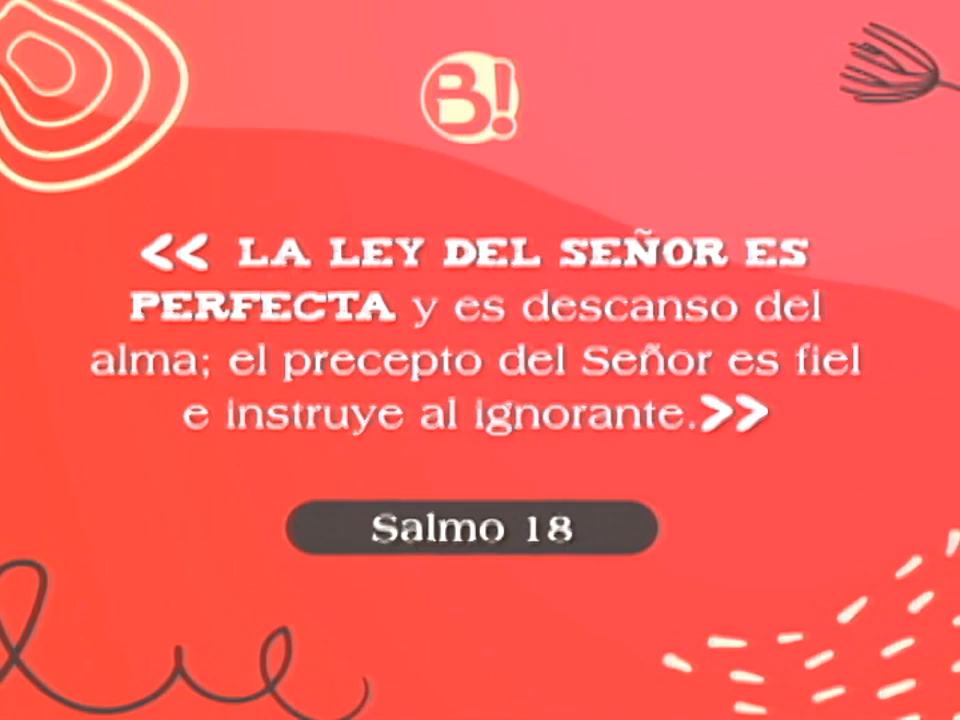 B!
<< LA LEY DEL SEÑOR ES
PERFECTA y es descanso del
alma; el precepto del Señor es fiel
e instruye al ignorante.>>
Salmo 18